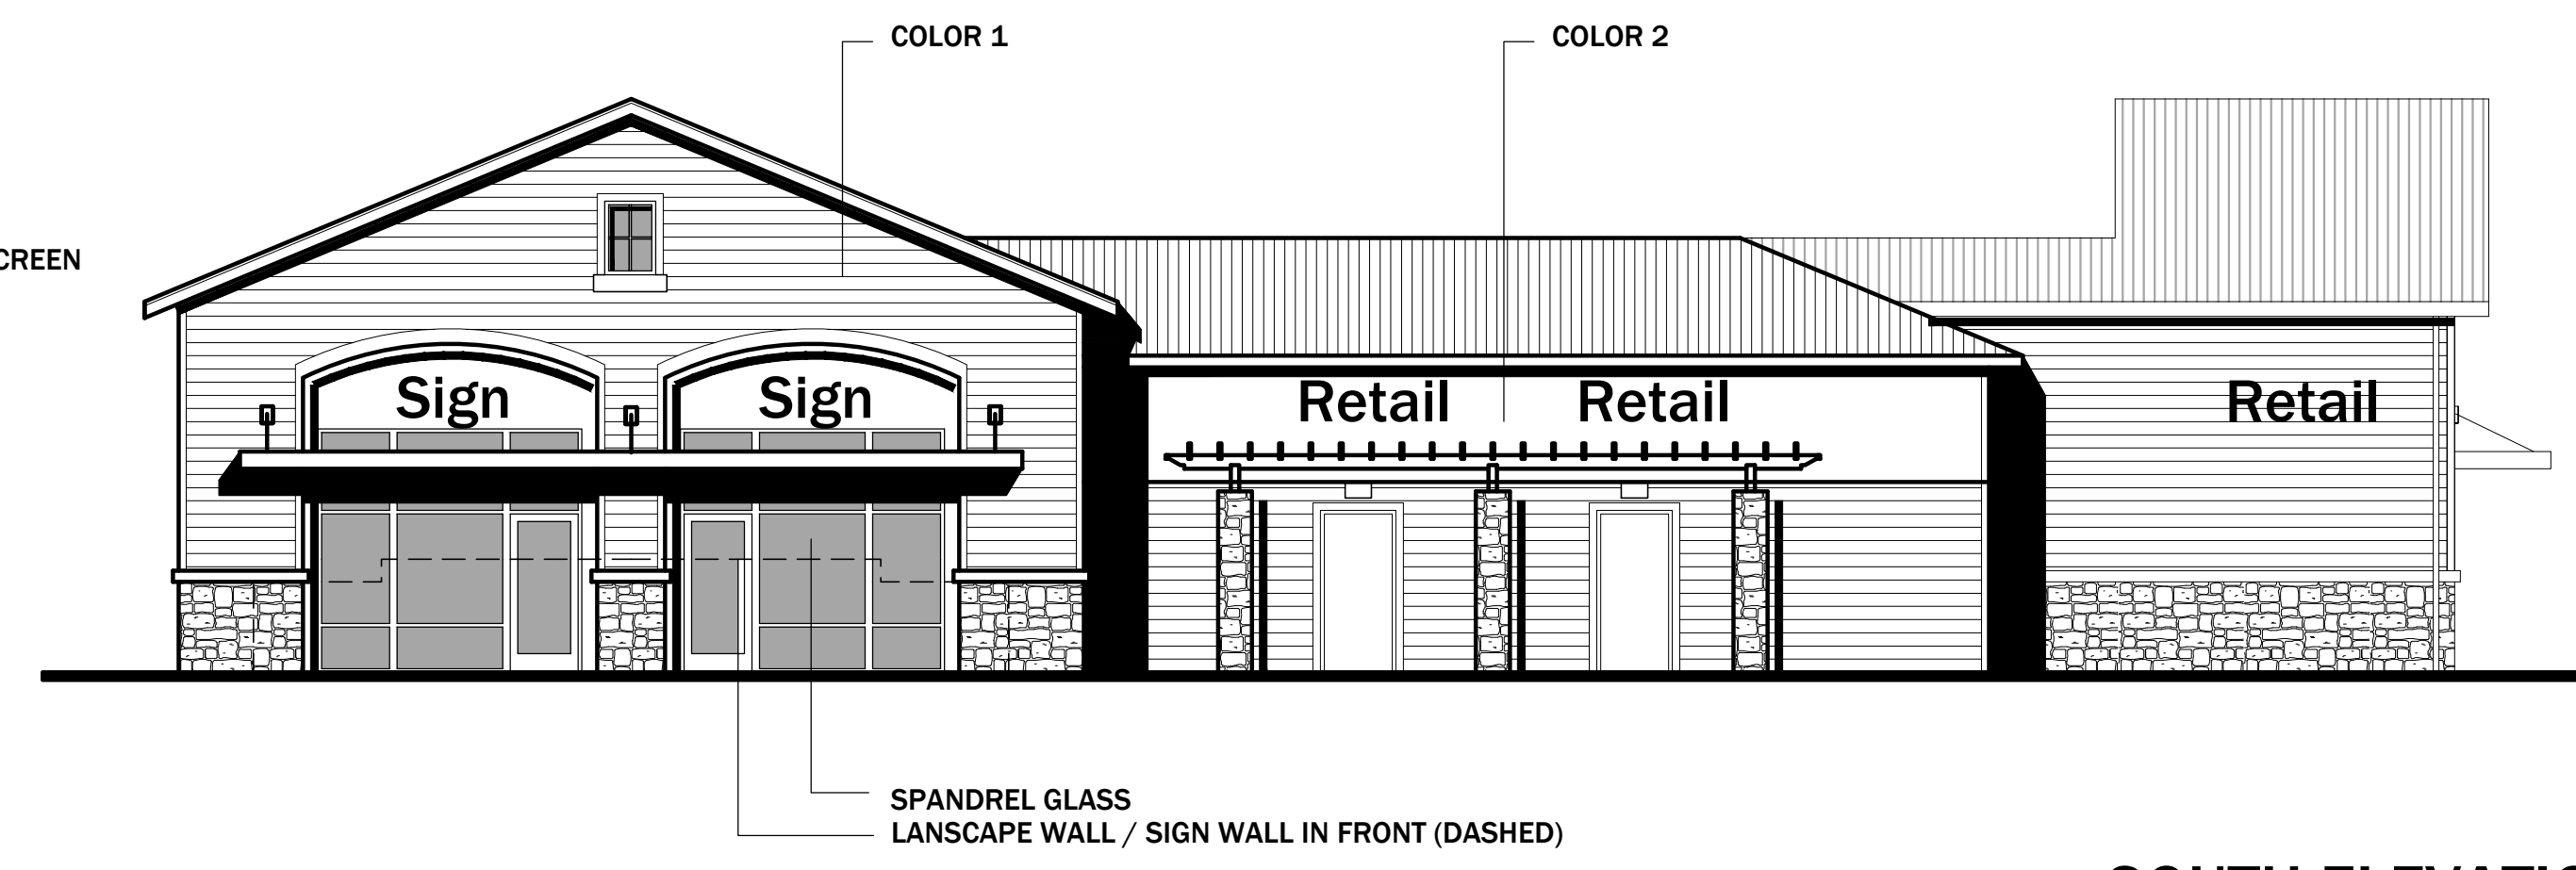 COLOR 1
COLOR 2
CREEN
Sign
Sign
Retail
Retail
Retail
SPANDREL GLASS
LANSCAPE WALL / SIGN WALL IN FRONT (DASHED)